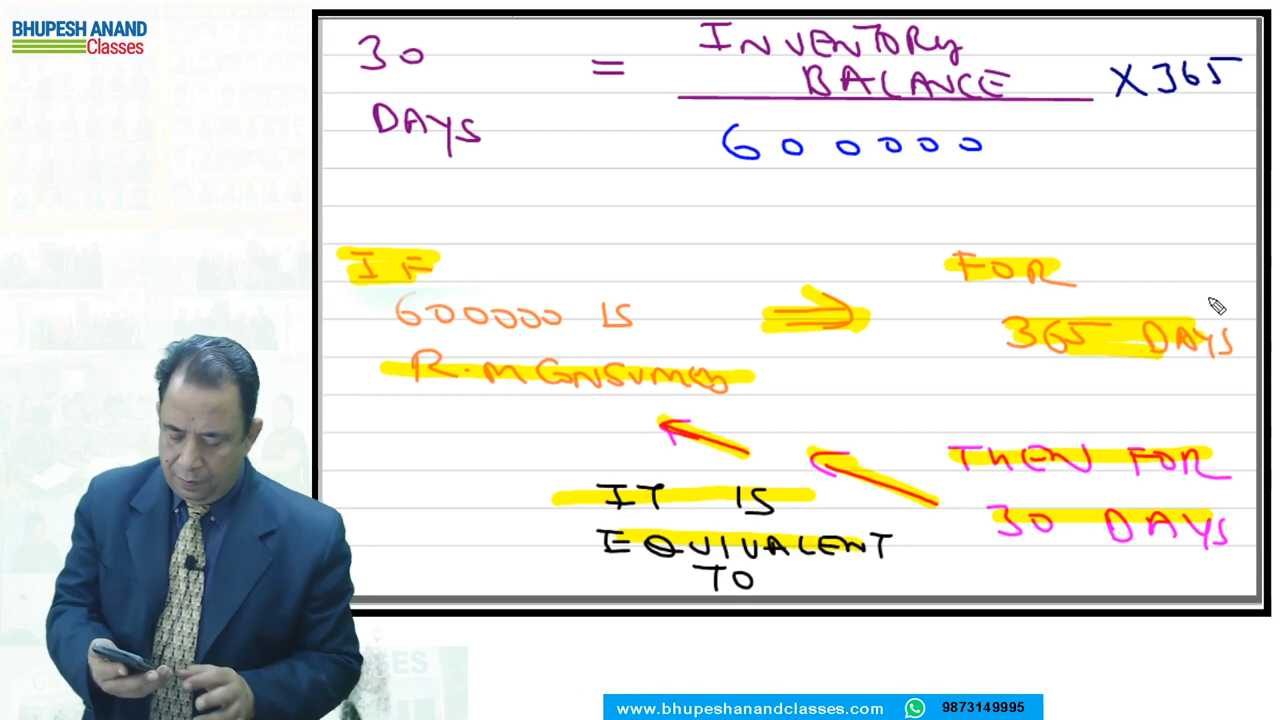 BHUPESH ANAND
Classes
30
DAYS
=
INVENTORY
BALANCE
X 365
600000
IF
600000 IS
R.M CONSUMED
FOR
365 DAYS
THEN FOR
30 DAYS
IT IS
EQUIVALENT
TO
www.bhupeshanandclasses.com
9873149995